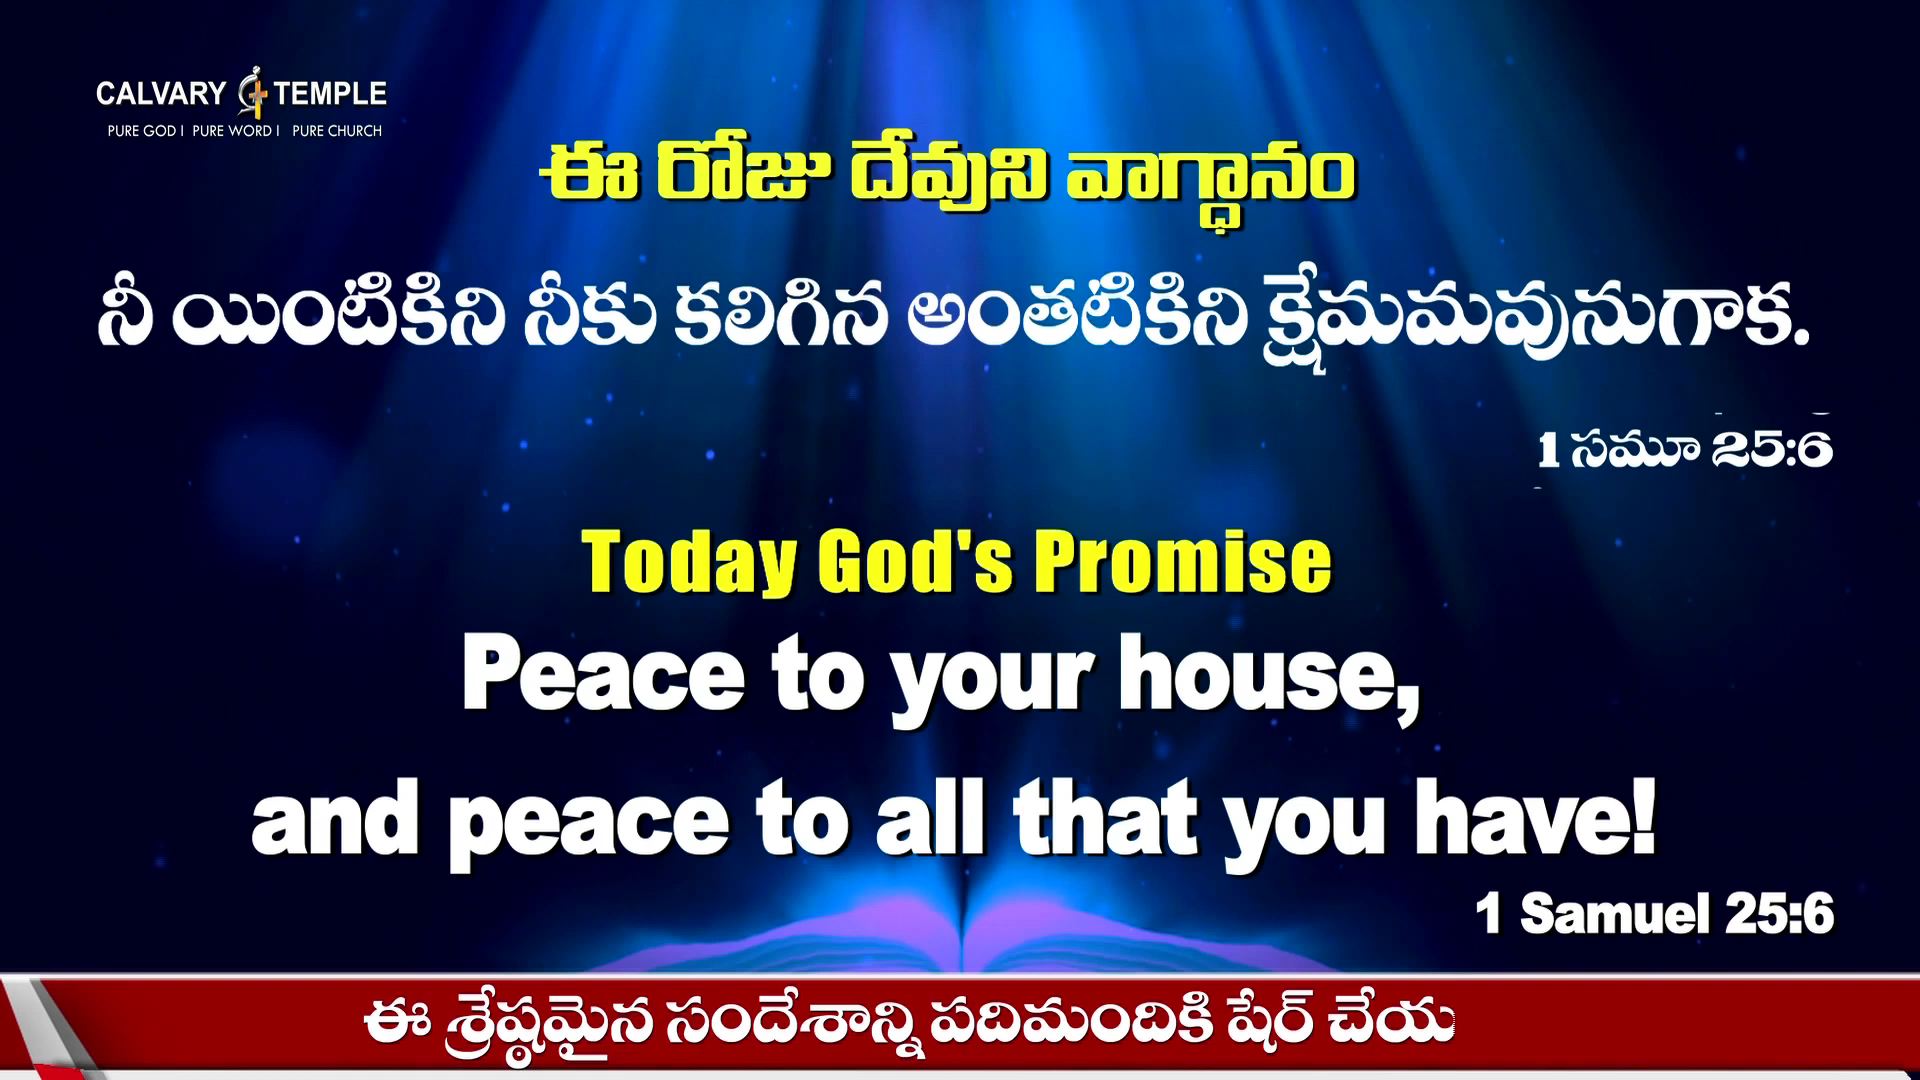 CALVARY TEMPLE
PURE GOD I PURE WORD I PURE CHURCH
ఈ రోజు దేవుని వాగ్ధానం
నీ యింటికిని నీకు కలిగిన అంతటికిని క్షేమమవునుగాక.
1 సమూ 25:6
Today God's Promise
Peace to your house,
and peace to all that you have!
1 Samuel 25:6
ఈ శ్రేష్ఠమైన సందేశాన్ని పదిమందికి షేర్ చేయ